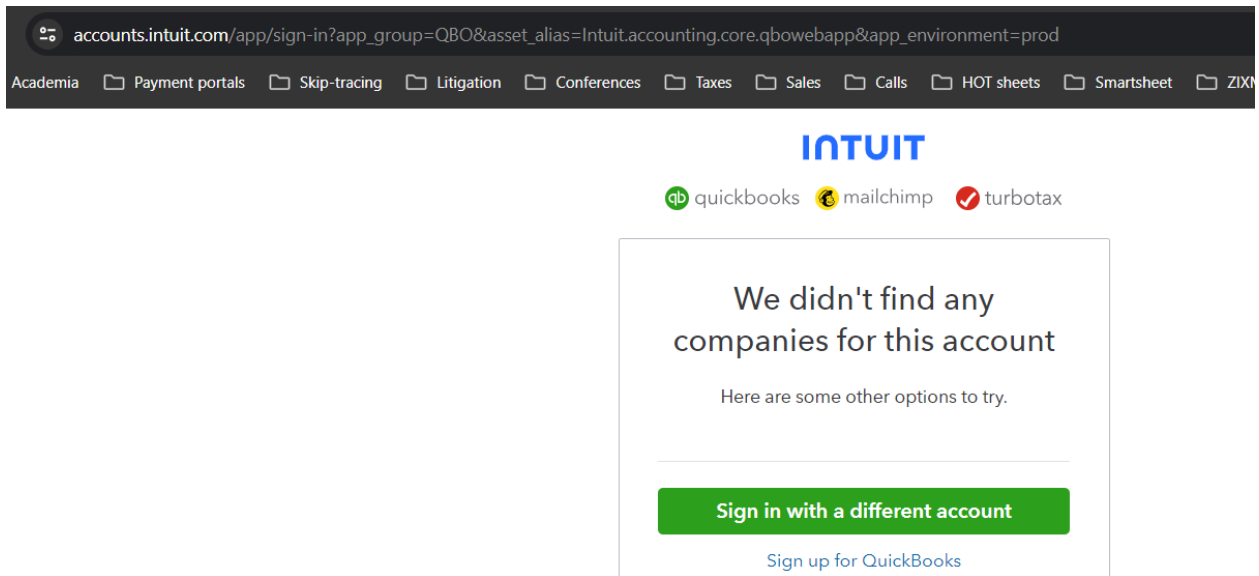 accounts.intuit.com/app/sign-in?app_group=QBO&asset_alias=Intuit.accounting.core.qbowebapp&app_environment=prod
Academia Payment portals Skip-tracing Litigation Conferences Taxes Sales Calls HOT sheets Smartsheet
INTUIT
qb quickbooks mailchimp turbotax
We didn't find any
companies for this account
Here are some other options to try.
Sign in with a different account
Sign up for QuickBooks